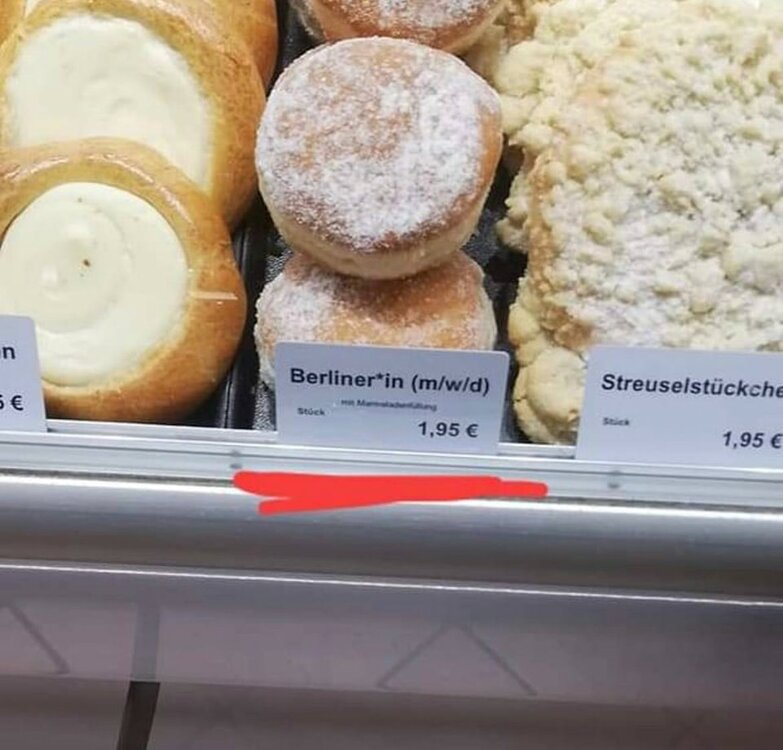 n
€
Berliner*in (m/w/d)
mit Marmeladenfüllung
Stück
1,95 €
Streuselstückche
Stück
1,95 €